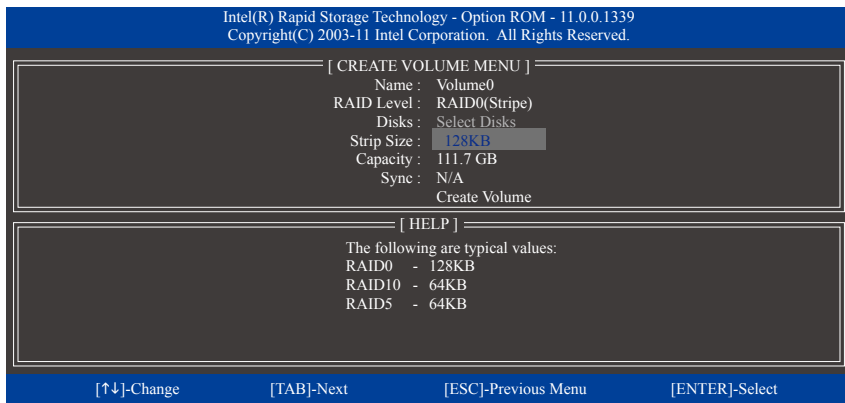 Intel(R) Rapid Storage Technology - Option ROM - 11.0.0.1339
Copyright(C) 2003-11 Intel Corporation. All Rights Reserved.
[ CREATE VOLUME MENU ]
Name : Volume0
RAID Level : RAID0(Stripe)
Disks : Select Disks
Strip Size : 128KB
Capacity : 111.7 GB
Sync : N/A
Create Volume
[ HELP ]
The following are typical values:
RAID0 - 128KB
RAID10 - 64KB
RAID5 - 64KB
[↑↓]-Change [TAB]-Next [ESC]-Previous Menu [ENTER]-Select